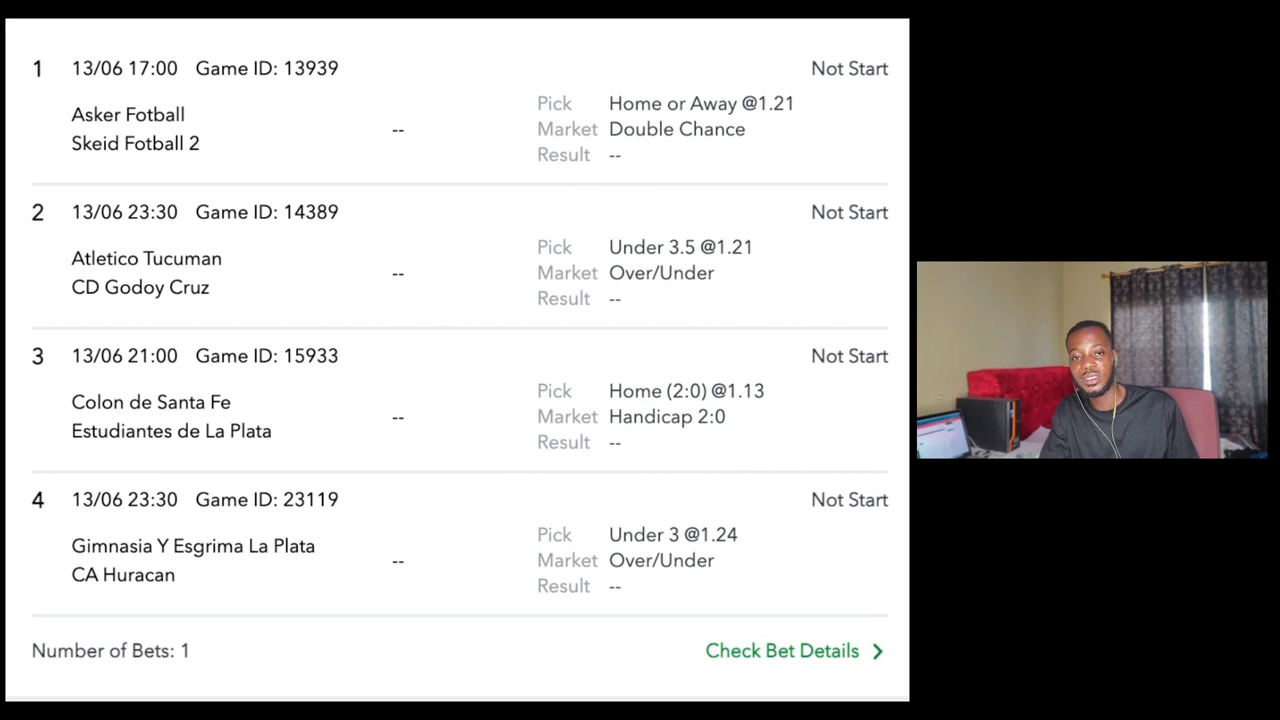 1 13/06 17:00 Game ID: 13939 Not Start
Asker Fotball
Skeid Fotball 2
--
Pick Home or Away @1.21
Market Double Chance
Result --
2 13/06 23:30 Game ID: 14389 Not Start
Atletico Tucuman
CD Godoy Cruz
--
Pick Under 3.5 @1.21
Market Over/Under
Result --
3 13/06 21:00 Game ID: 15933 Not Start
Colon de Santa Fe
Estudiantes de La Plata
--
Pick Home (2:0) @1.13
Market Handicap 2:0
Result --
4 13/06 23:30 Game ID: 23119 Not Start
Gimnasia Y Esgrima La Plata
CA Huracan
--
Pick Under 3 @1.24
Market Over/Under
Result --
Number of Bets: 1 Check Bet Details